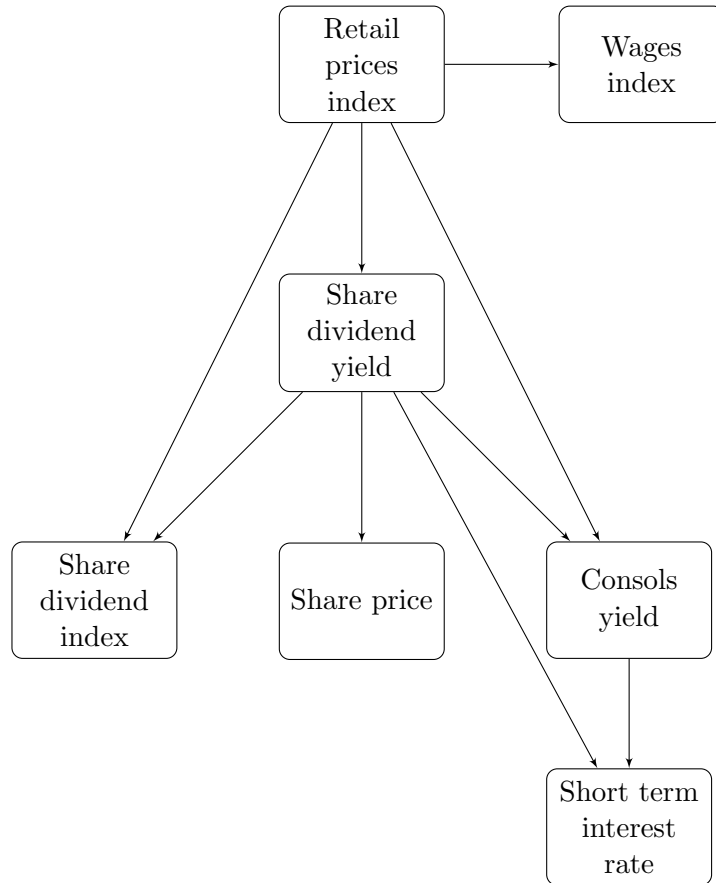 Retail
prices
index
Wages
index
Share
dividend
yield
Share
dividend
index
Share price
Consols
yield
Short term
interest
rate